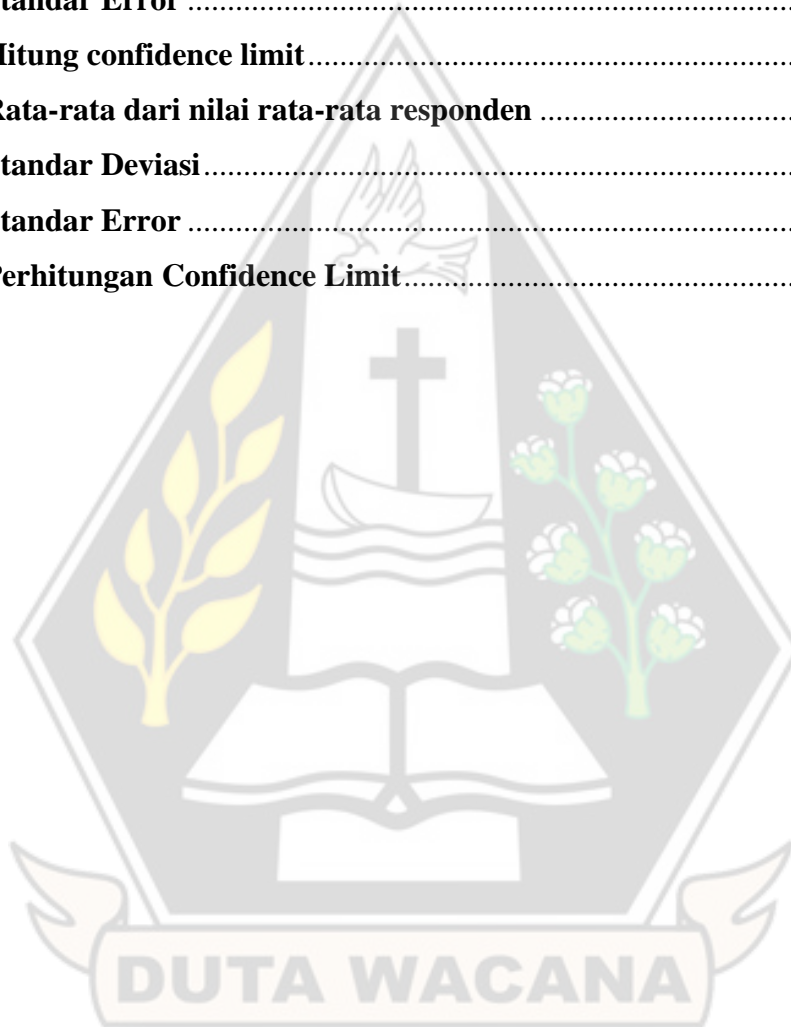 tandar Error ........................................................................
Hitung confidence limit........................................................
Rata-rata dari nilai rata-rata responden ..............................
tandar Deviasi......................................................................
tandar Error ........................................................................
Perhitungan Confidence Limit.............................................
DUTA WACANA